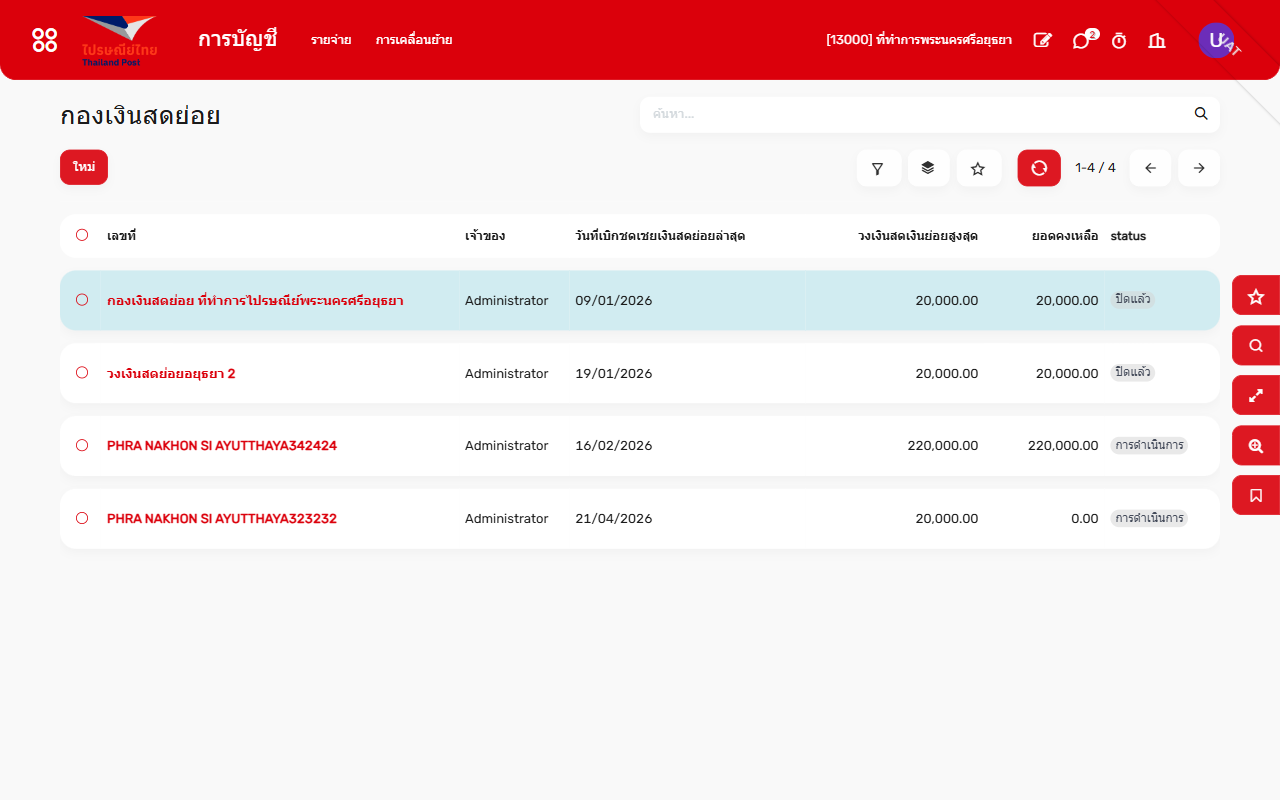 ไปรษณีย์ไทย
Thailand Post
การบัญชี รายจ่าย การเคลื่อนย้าย [13000] ที่ทำการพระนครศรีอยุธยา 2 U UAT
กองเงินสดย่อย ค้นหา...
ใหม่ 1-4 / 4
เลขที่ เจ้าของ วันที่เบิกชดเชยเงินสดย่อยล่าสุด วงเงินสดเงินย่อยสูงสุด ยอดคงเหลือ status
กองเงินสดย่อย ที่ทำการไปรษณีย์พระนครศรีอยุธยา Administrator 09/01/2026 20,000.00 20,000.00 ปิดแล้ว
วงเงินสดย่อยอยุธยา 2 Administrator 19/01/2026 20,000.00 20,000.00 ปิดแล้ว
PHRA NAKHON SI AYUTTHAYA342424 Administrator 16/02/2026 220,000.00 220,000.00 การดำเนินการ
PHRA NAKHON SI AYUTTHAYA323232 Administrator 21/04/2026 20,000.00 0.00 การดำเนินการ